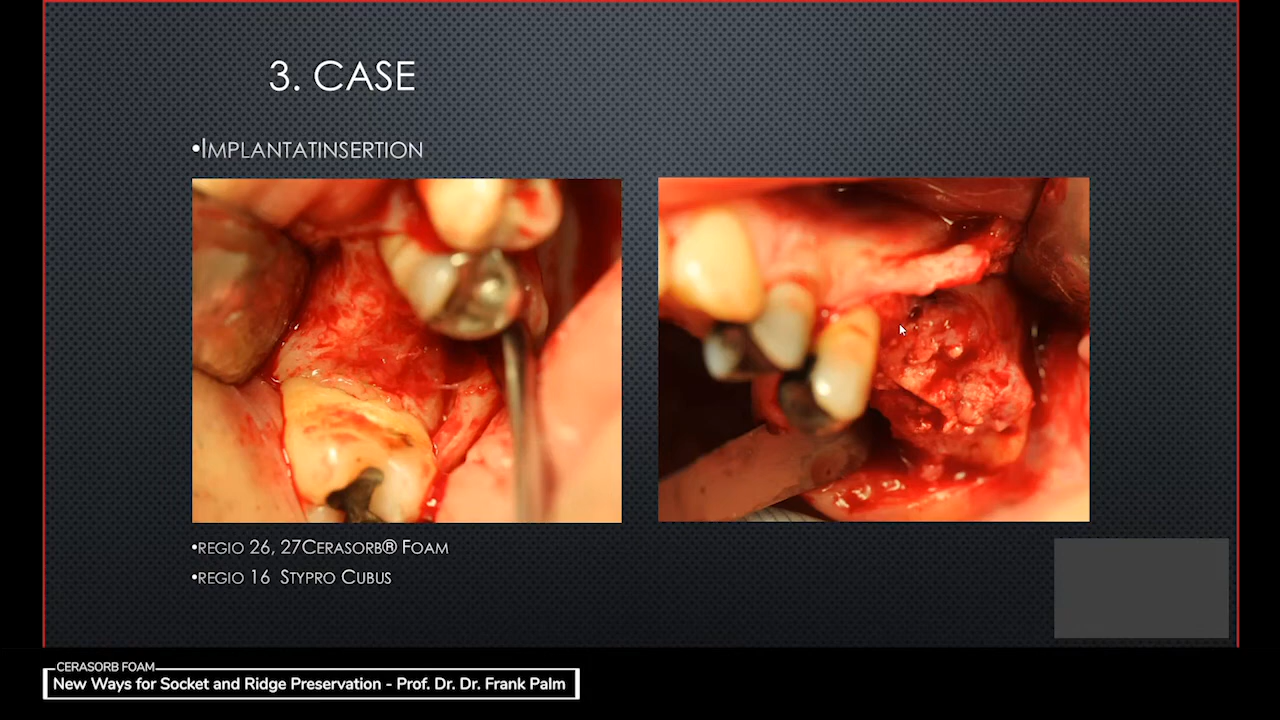 3. CASE
•IMPLANTATINSERTION
•REGIO 26, 27CERASORB® FOAM
•REGIO 16 STYPRO CUBUS
CERASORB FOAM
New Ways for Socket and Ridge Preservation - Prof. Dr. Dr. Frank Palm